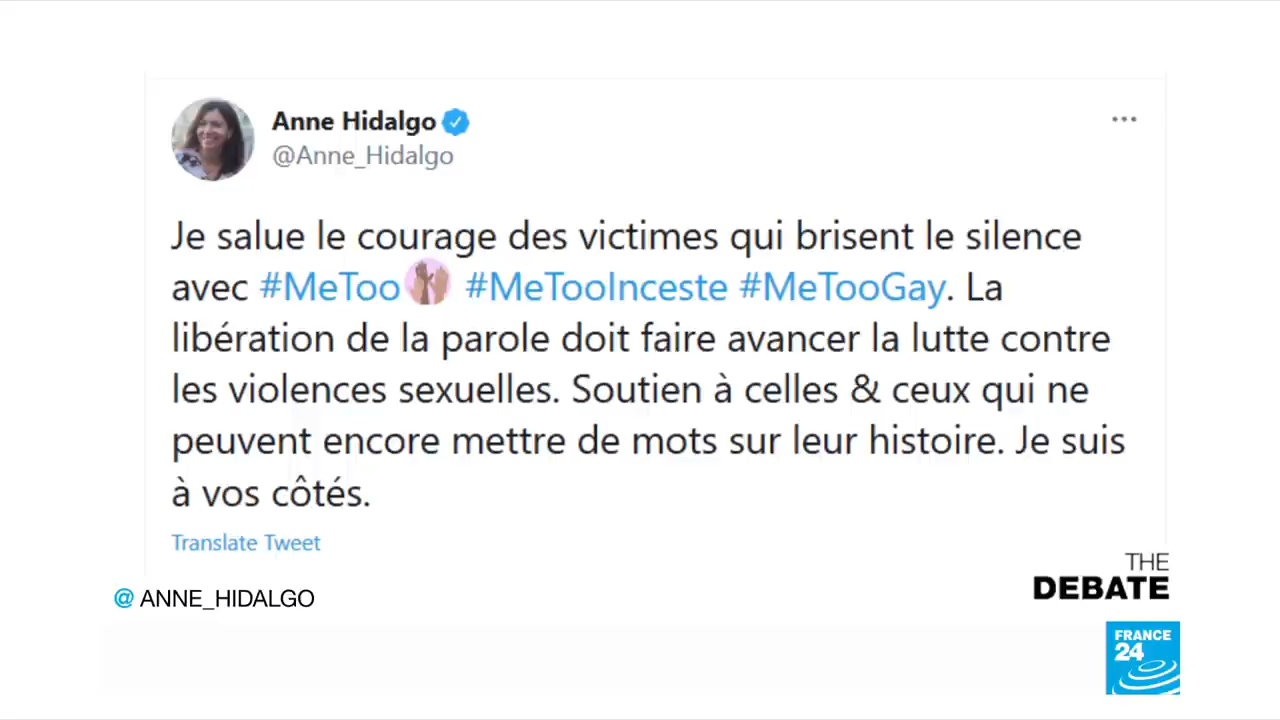 Anne Hidalgo
@Anne_Hidalgo
Je salue le courage des victimes qui brisent le silence
avec #MeToo #MeTooInceste #MeTooGay. La
libération de la parole doit faire avancer la lutte contre
les violences sexuelles. Soutien à celles & ceux qui ne
peuvent encore mettre de mots sur leur histoire. Je suis
à vos côtés.
Translate Tweet
@ ANNE_HIDALGO
THE
DEBATE
FRANCE
24